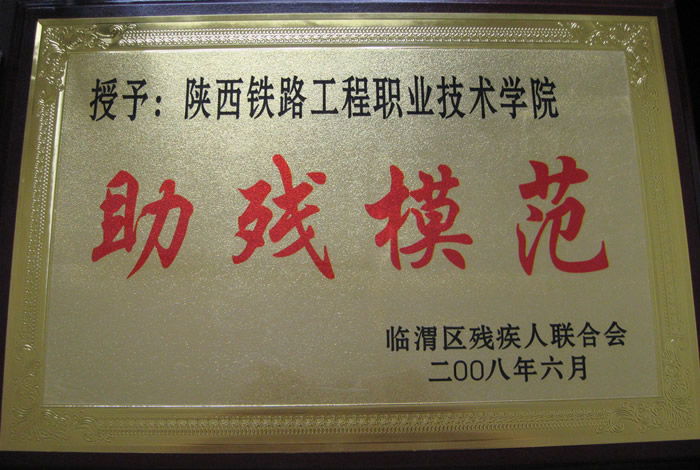 授予：陕西铁路工程职业技术学院
助残模范
临渭区残疾人联合会
二00八年六月